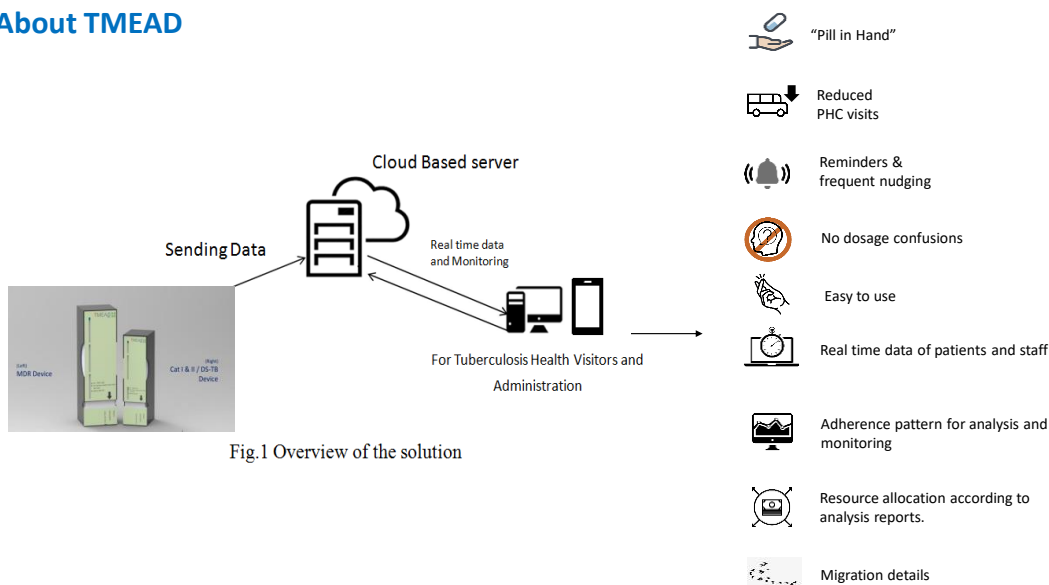 About TMEAD
"Pill in Hand"
Reduced
PHC visits
Reminders &
frequent nudging
No dosage confusions
Easy to use
Real time data of patients and staff
Adherence pattern for analysis and
monitoring
Resource allocation according to
analysis reports.
Migration details
Cloud Based server
Sending Data
Real time data
and Monitoring
For Tuberculosis Health Visitors and
Administration
TMEAD
(Left)
MDR Device
(Right)
Cat I & II / DS-TB
Device
Fig.1 Overview of the solution